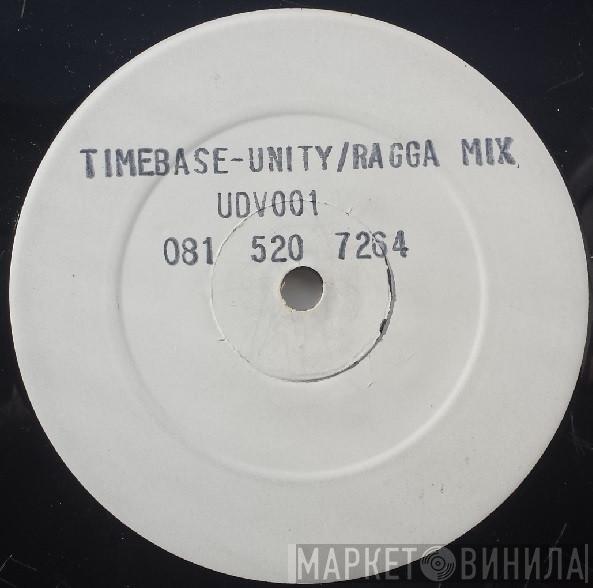 TIMEBASE-UNITY/RAGGA MIX
UDV001
081 520 7264
МАРКЕТ ВИНИЛА